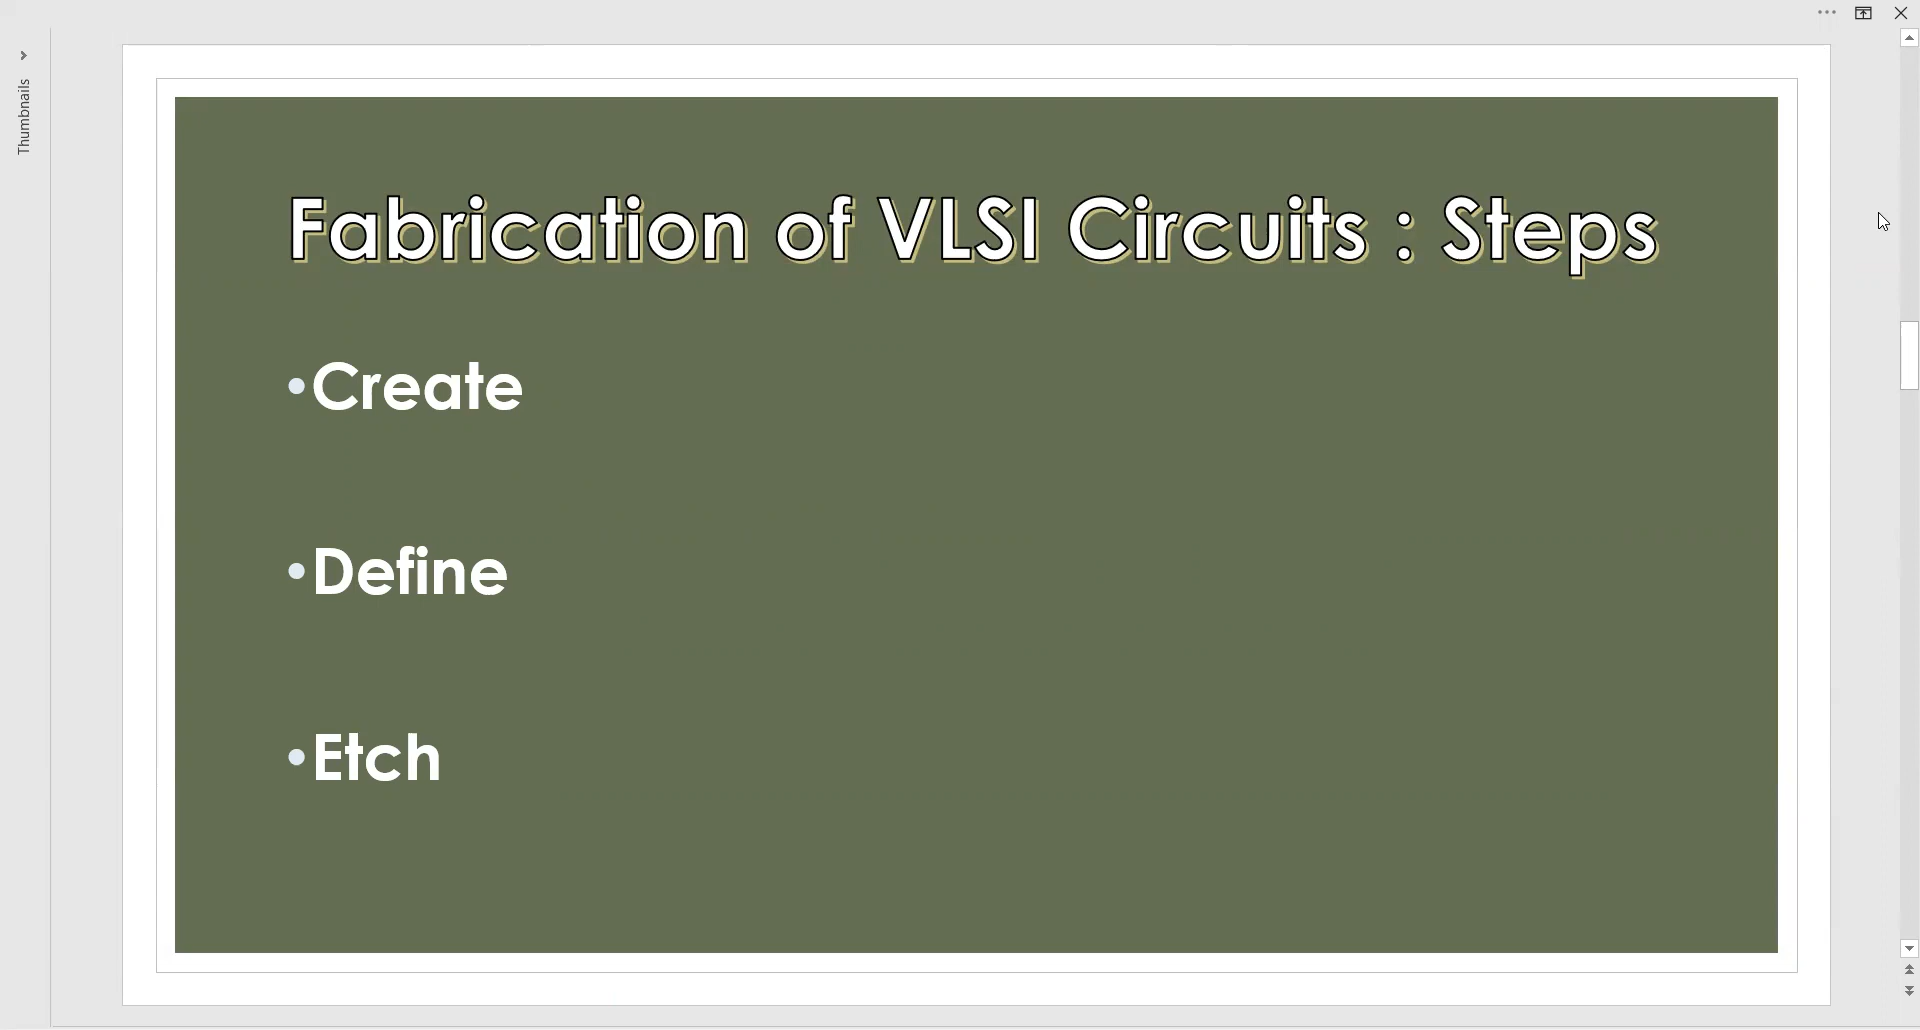 Thumbnails
Fabrication of VLSI Circuits : Steps
•Create
•Define
•Etch